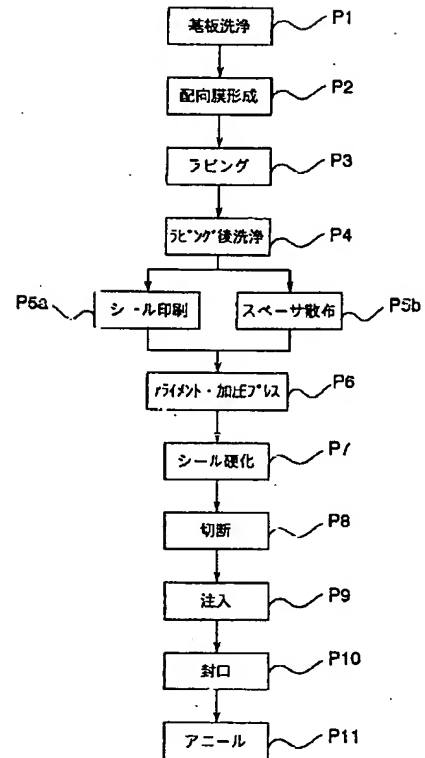 基板洗浄 P1
配向膜形成 P2
ラビング P3
ラビング後洗浄 P4
P5a シール印刷 スペーサ散布 P5b
アライメント・加圧プレス P6
シール硬化 P7
切断 P8
注入 P9
封口 P10
アニール P11